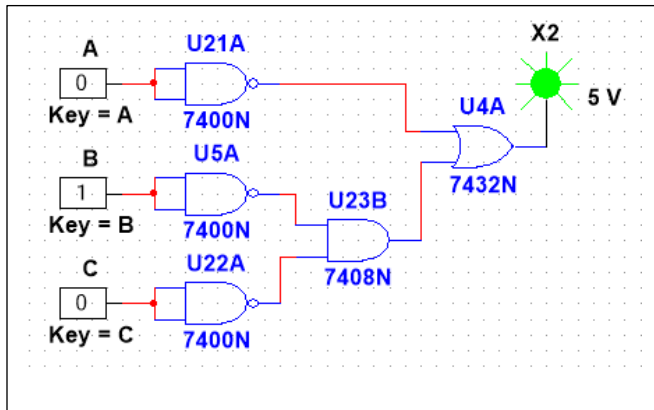 A
0
Key = A
U21A
7400N
B
1
Key = B
U5A
7400N
C
0
Key = C
U22A
7400N
U23B
7408N
U4A
7432N
X2
5 V